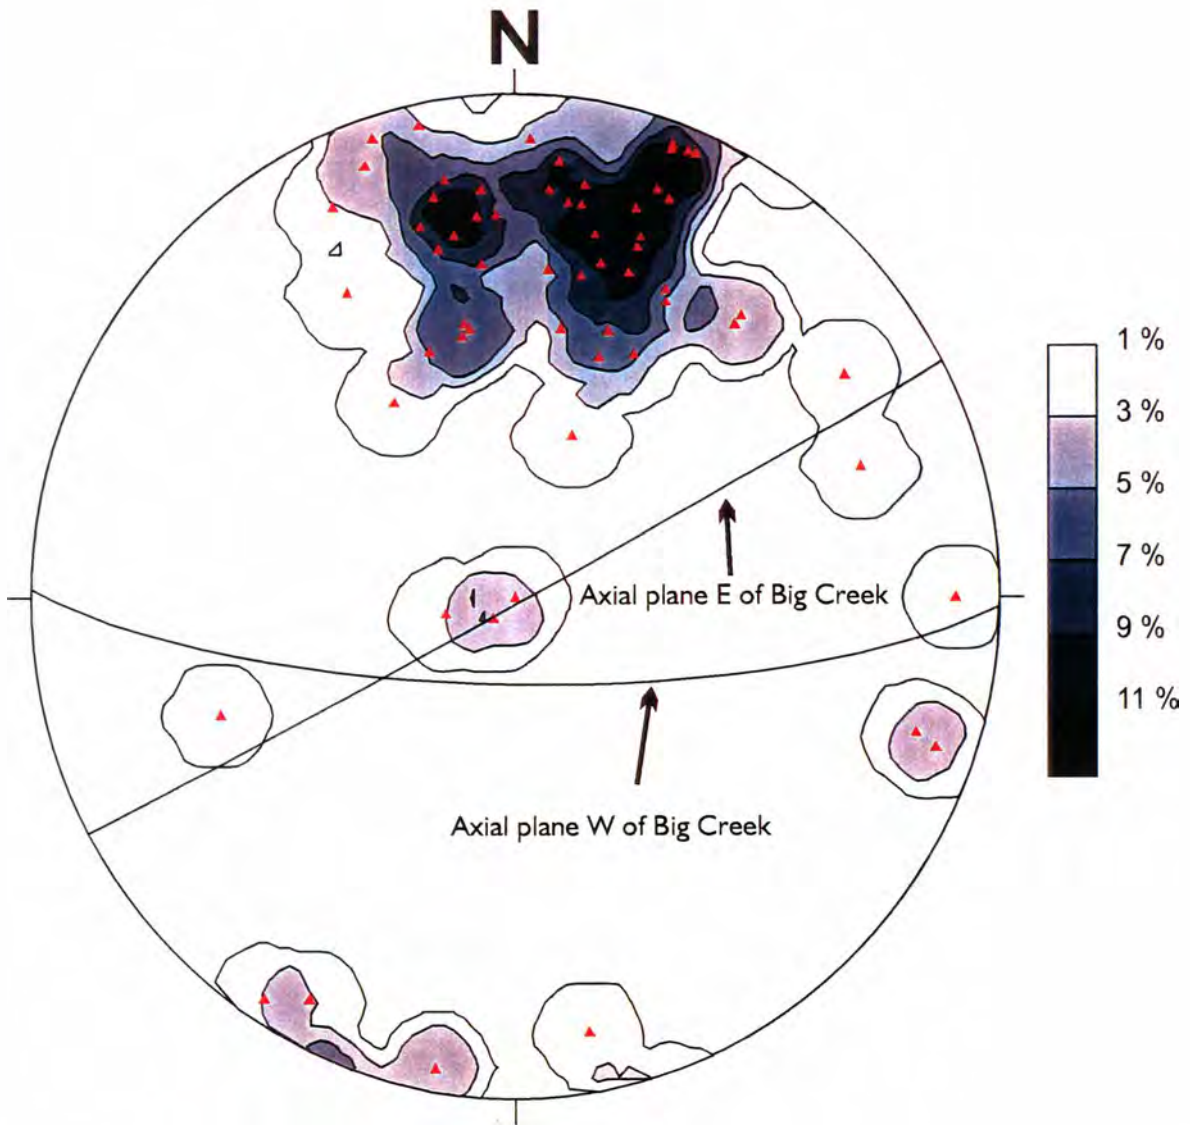 N
1 %
3 %
5 %
7 %
9 %
11 %
Axial plane E of Big Creek
Axial plane W of Big Creek